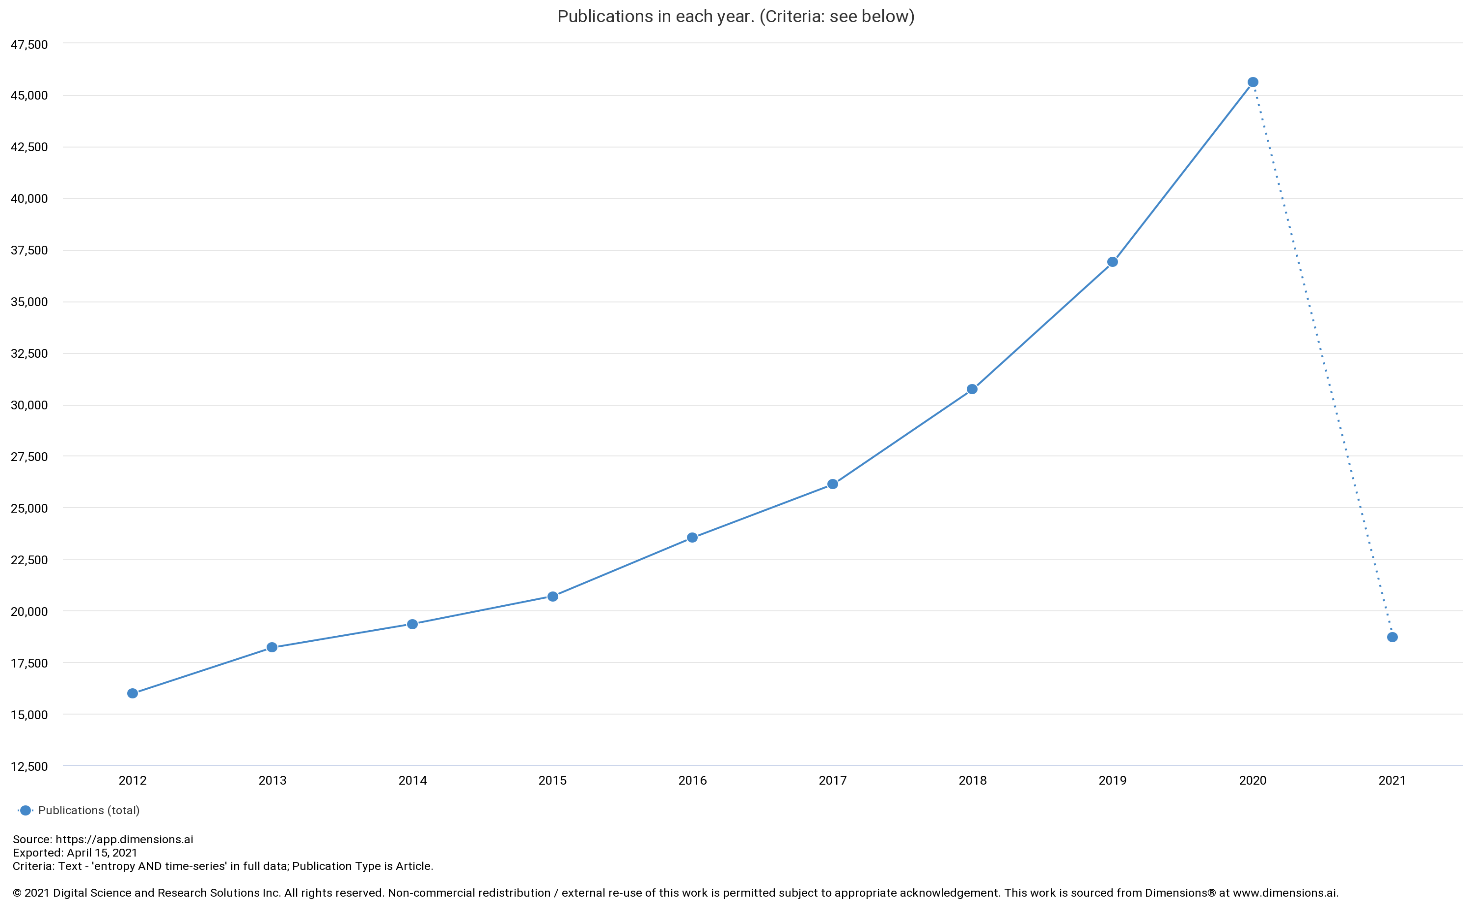 Publications in each year. (Criteria: see below)
47,500
45,000
42,500
40,000
37,500
35,000
32,500
30,000
27,500
25,000
22,500
20,000
17,500
15,000
12,500
2012 2013 2014 2015 2016 2017 2018 2019 2020 2021
Publications (total)
Source: https://app.dimensions.ai
Exported: April 15, 2021
Criteria: Text - 'entropy AND time-series' in full data; Publication Type is Article.
© 2021 Digital Science and Research Solutions Inc. All rights reserved. Non-commercial redistribution / external re-use of this work is permitted subject to appropriate acknowledgement. This work is sourced from Dimensions® at www.dimensions.ai.